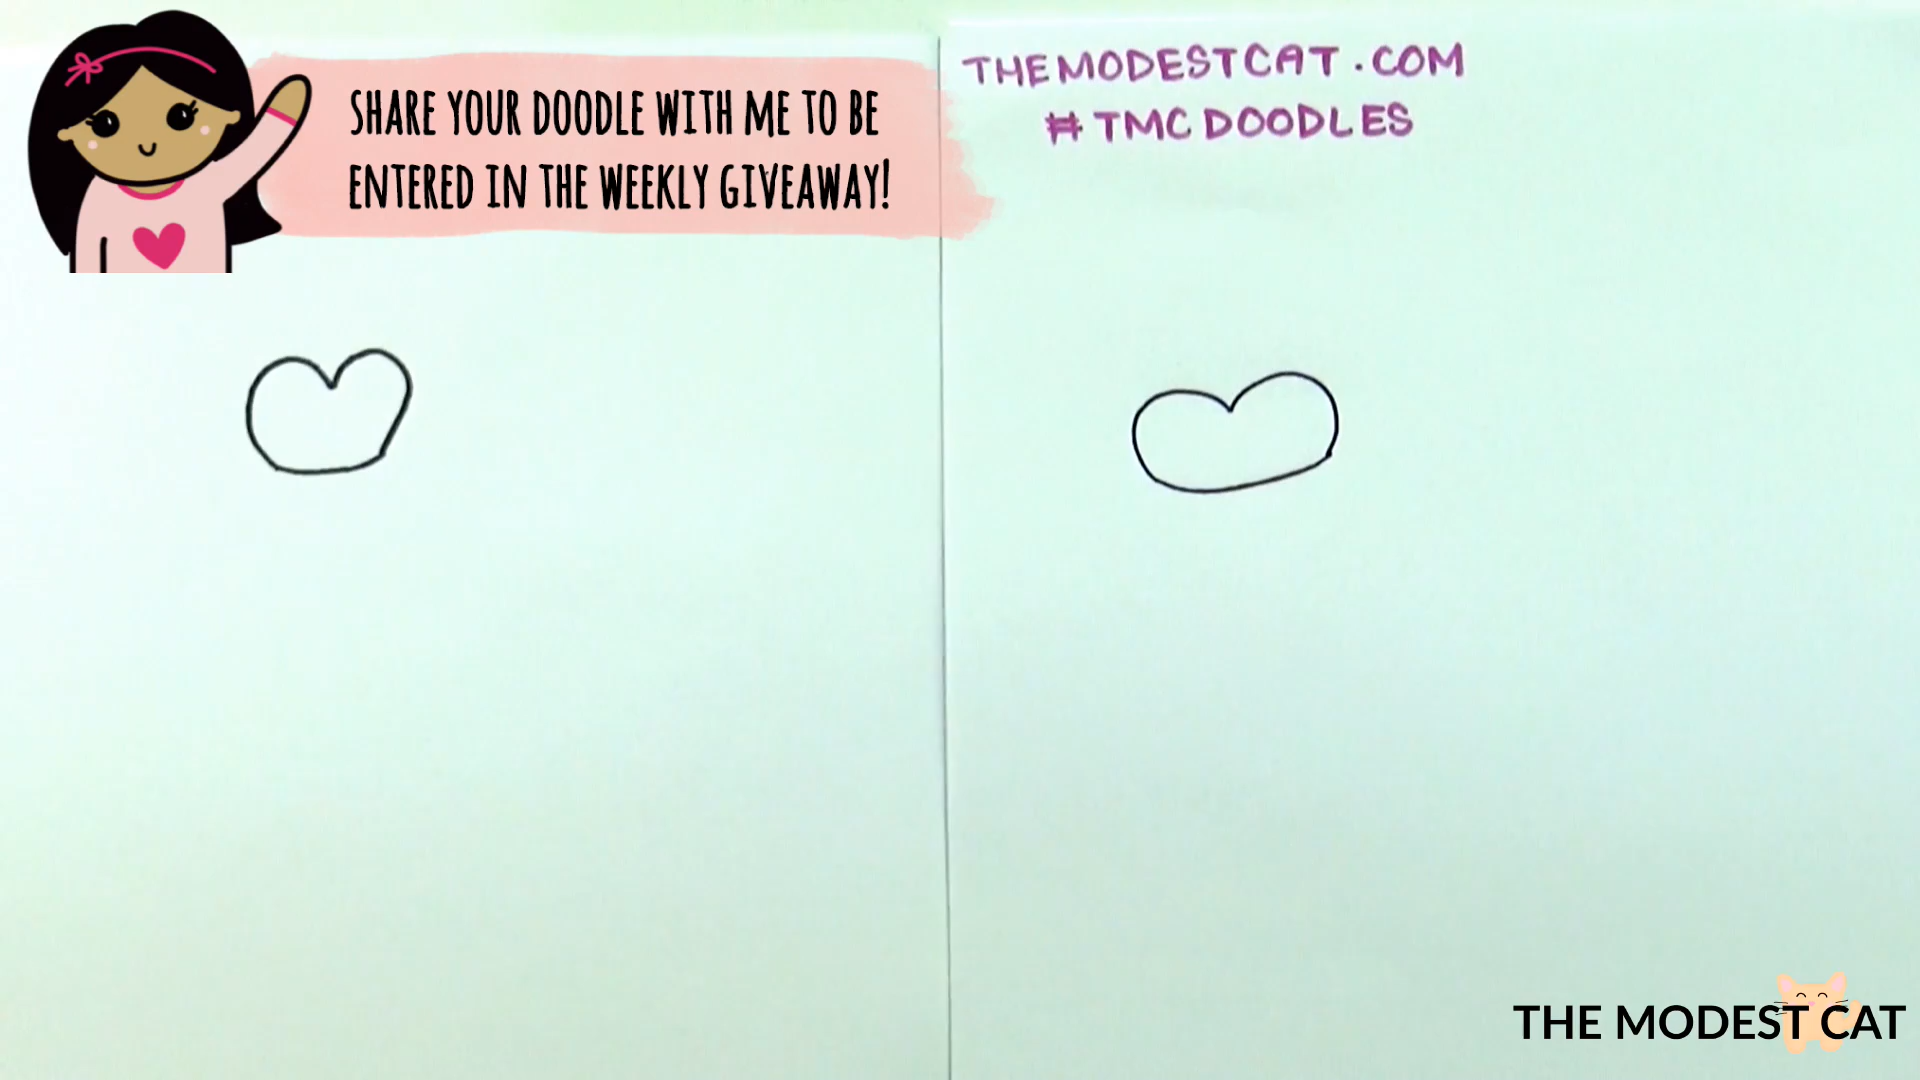 SHARE YOUR DOODLE WITH ME TO BE
ENTERED IN THE WEEKLY GIVEAWAY!
THEMODESTCAT.COM
#TMCDOODLES
THE MODEST CAT